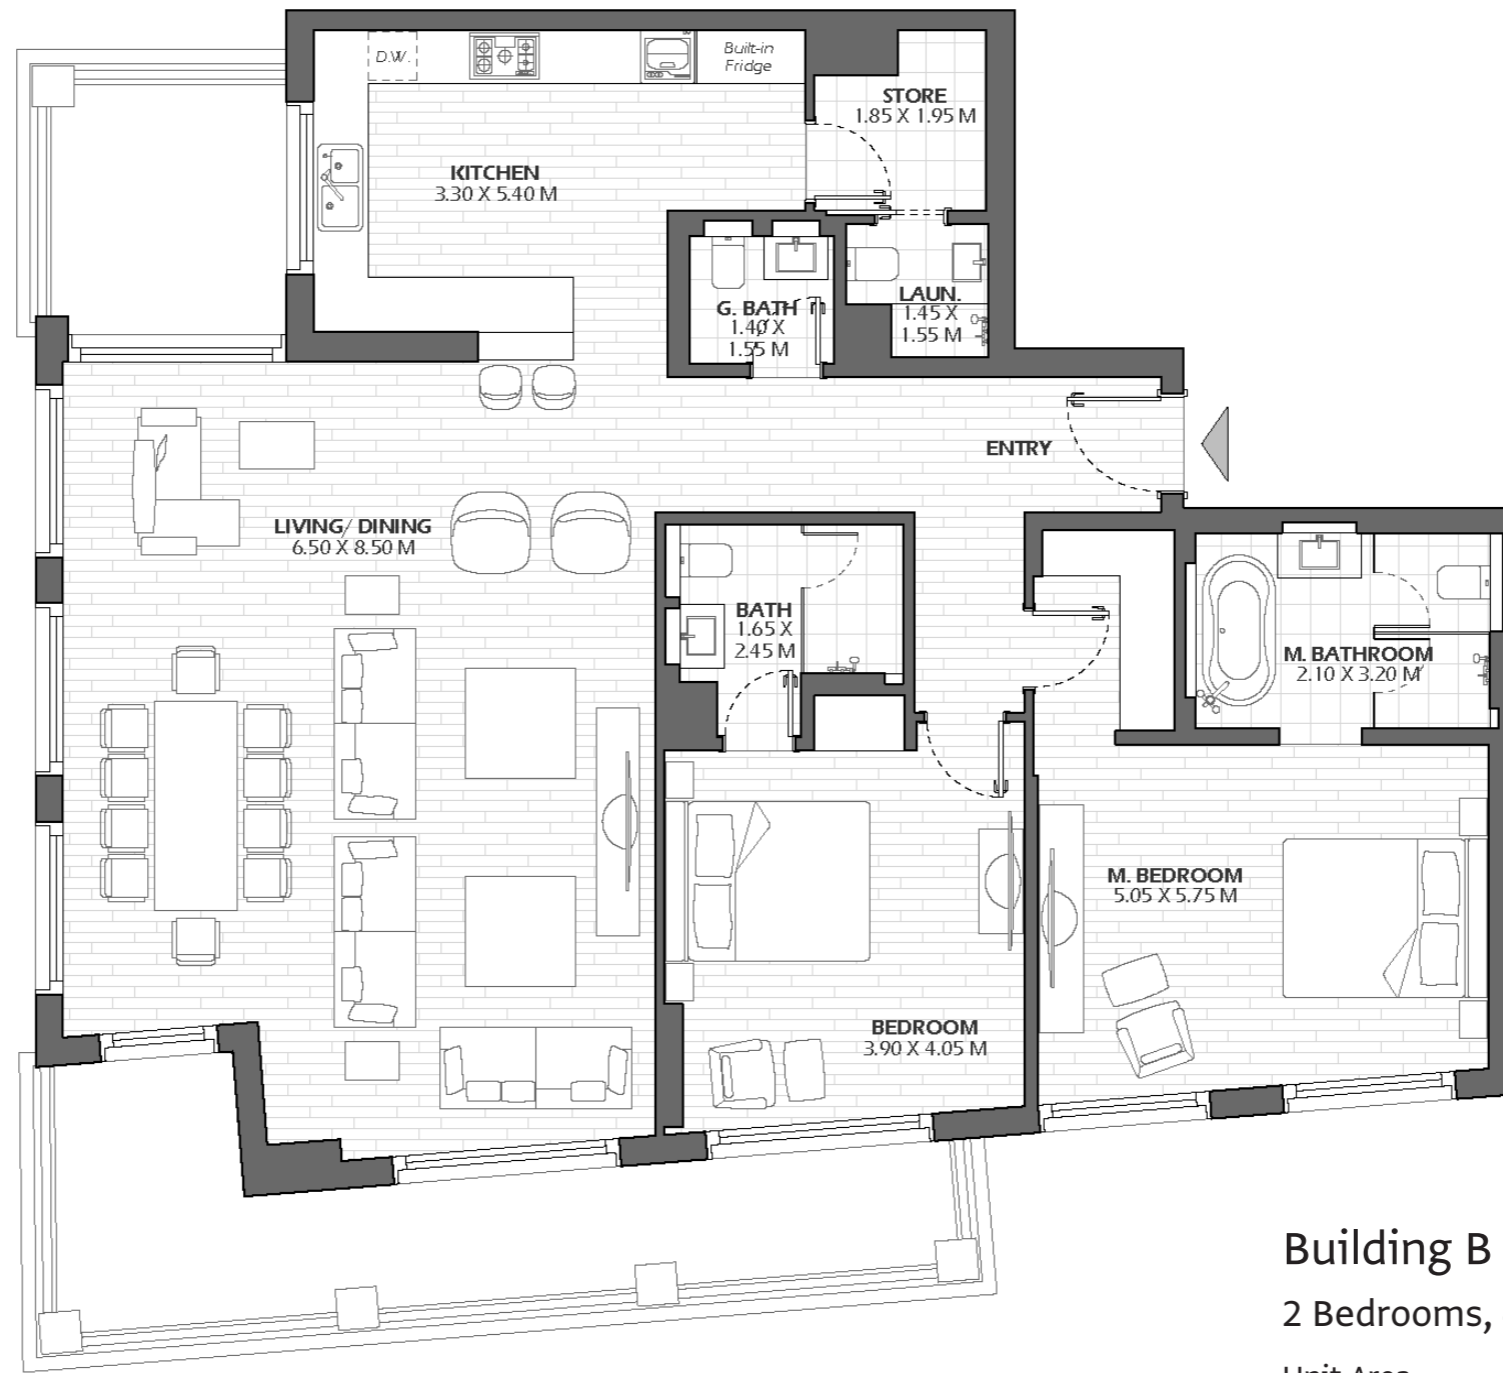 D.W.
Built-in
Fridge
STORE
1.85 X 1.95 M
KITCHEN
3.30 X 5.40 M
G. BATH
1.40 X
1.55 M
LAUN.
1.45 X
1.55 M
ENTRY
LIVING/ DINING
6.50 X 8.50 M
BATH
1.65 X
2.45 M
M. BATHROOM
2.10 X 3.20 M
M. BEDROOM
5.05 X 5.75 M
BEDROOM
3.90 X 4.05 M
Building B
2 Bedrooms,
Unit Area